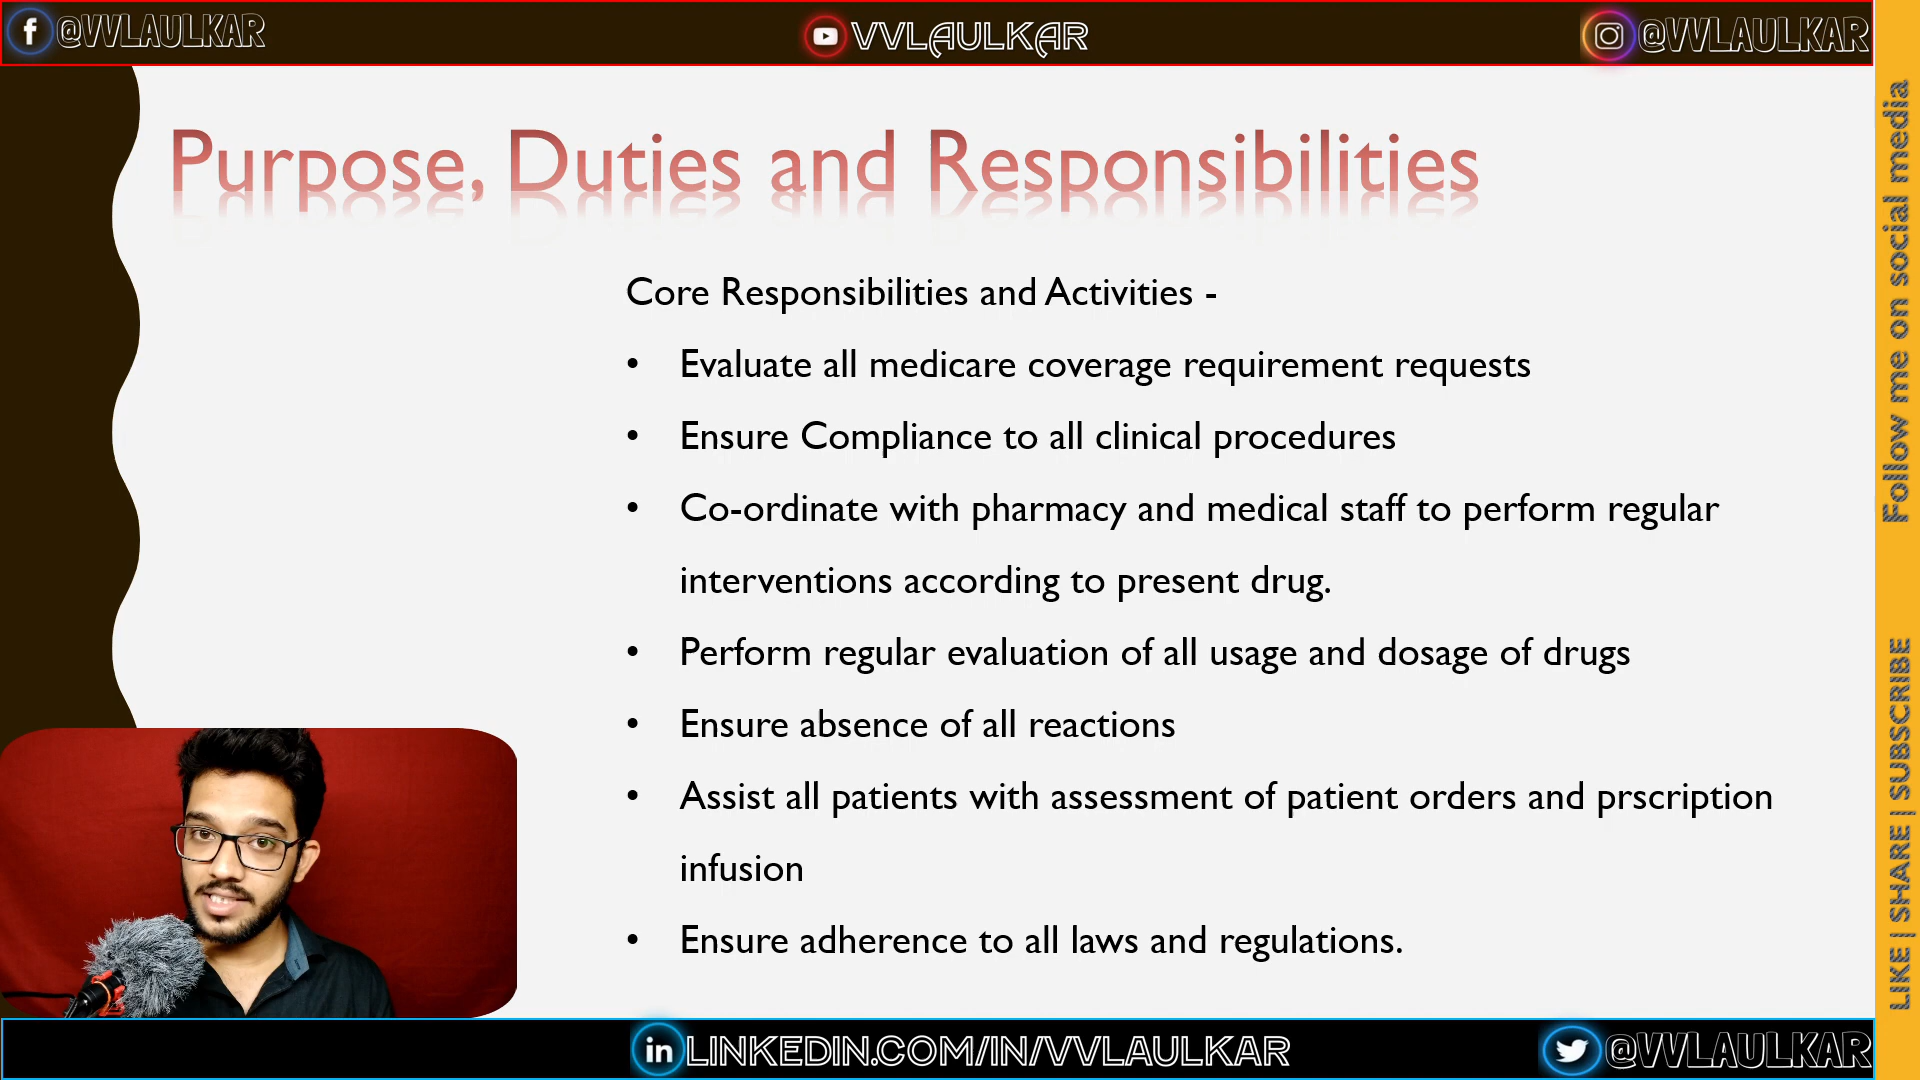 @VVLAULKAR
VVLAULKAR
@VVLAULKAR
Purpose, Duties and Responsibilities
Core Responsibilities and Activities -
• Evaluate all medicare coverage requirement requests
• Ensure Compliance to all clinical procedures
• Co-ordinate with pharmacy and medical staff to perform regular
interventions according to present drug.
• Perform regular evaluation of all usage and dosage of drugs
• Ensure absence of all reactions
• Assist all patients with assessment of patient orders and prscription
infusion
• Ensure adherence to all laws and regulations.
Follow me on social media
LIKE | SHARE | SUBSCRIBE
in LINKEDIN.COM/IN/VVLAULKAR
@VVLAULKAR